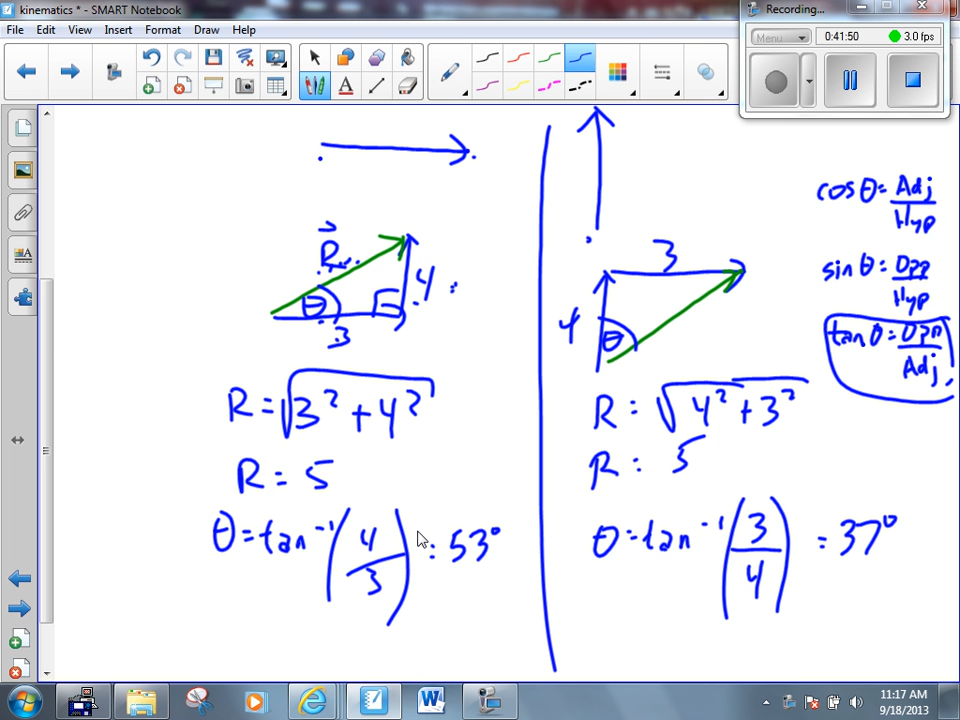 kinematics * - SMART Notebook
Recording...
File Edit View Insert Format Draw Help
Menu
0:41:50
3.0 fps
A
cos θ = Adj
Hyp
R
θ
4
3
3
4
θ
sin θ = Opp
Hyp
tan θ = Opp
Adj
R = √3² + 4²
R = 5
θ = tan⁻¹ (4/3) = 53°
R = √4² + 3²
R = 5
θ = tan⁻¹ (3/4) = 37°
11:17 AM
9/18/2013